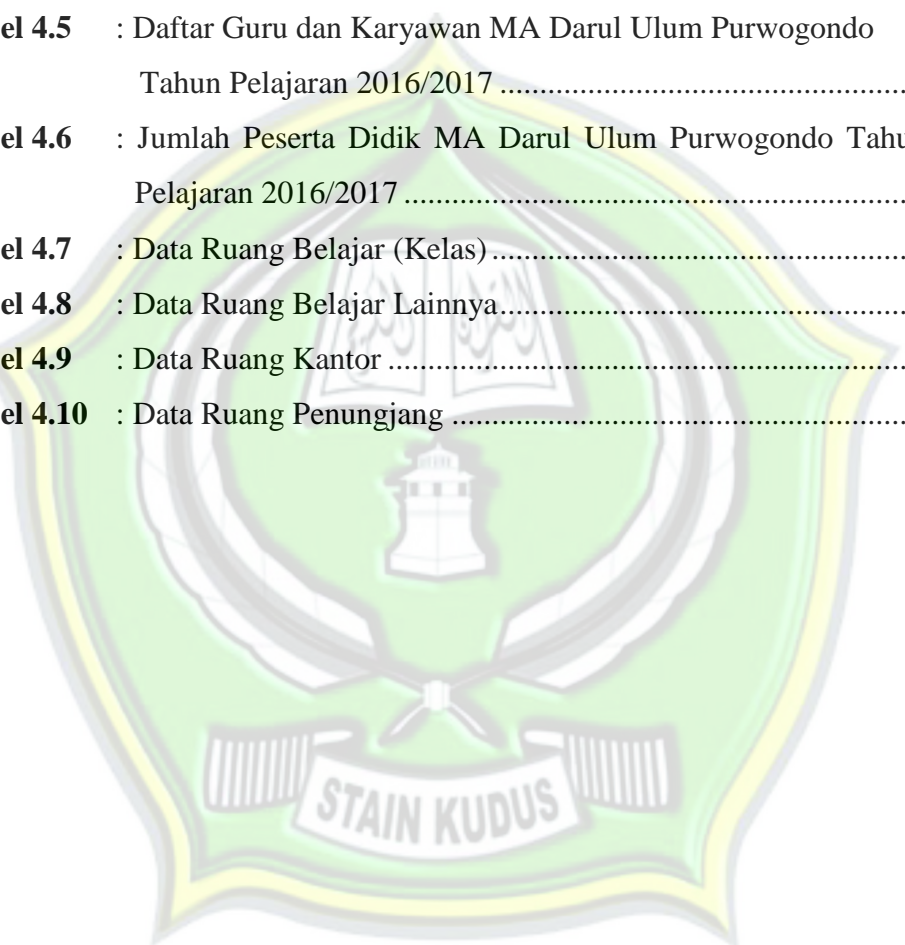 el 4.5 : Daftar Guru dan Karyawan MA Darul Ulum Purwogondo
Tahun Pelajaran 2016/2017 ...........................................
el 4.6 : Jumlah Peserta Didik MA Darul Ulum Purwogondo Tahu
Pelajaran 2016/2017 .....................................................
el 4.7 : Data Ruang Belajar (Kelas) ............................................
el 4.8 : Data Ruang Belajar Lainnya...........................................
el 4.9 : Data Ruang Kantor .......................................................
el 4.10 : Data Ruang Penungjang ................................................
STAIN KUDUS